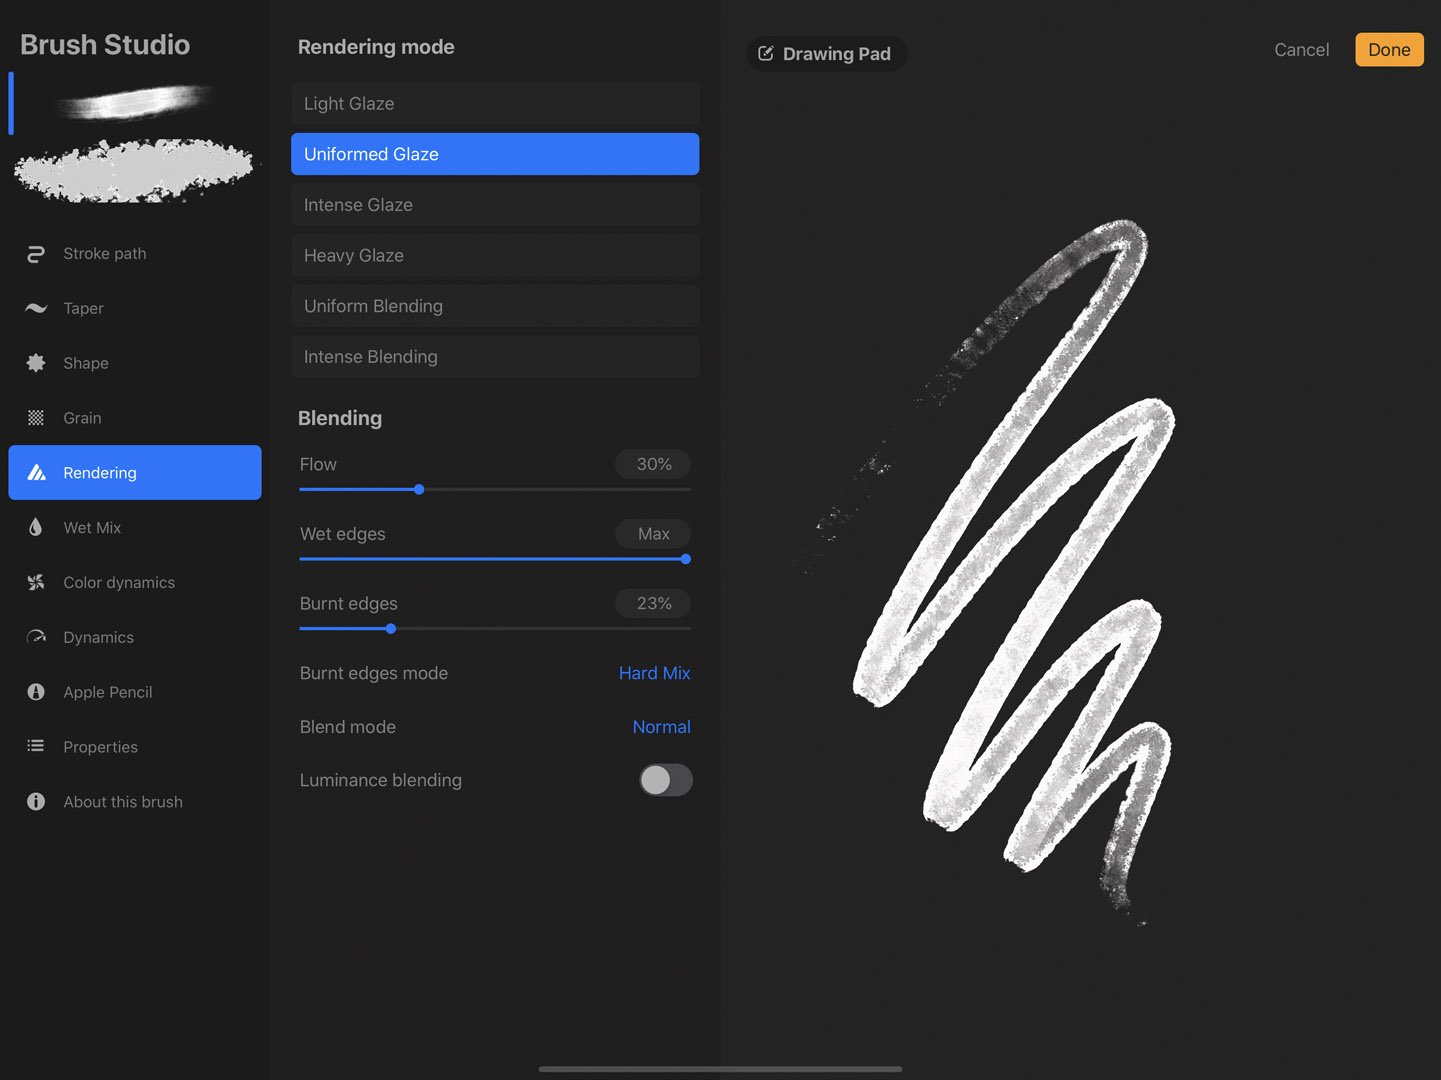 Brush Studio
Stroke path
Taper
Shape
Grain
Rendering
Wet Mix
Color dynamics
Dynamics
Apple Pencil
Properties
About this brush
Rendering mode
Light Glaze
Uniformed Glaze
Intense Glaze
Heavy Glaze
Uniform Blending
Intense Blending
Blending
Flow 30%
Wet edges Max
Burnt edges 23%
Burnt edges mode Hard Mix
Blend mode Normal
Luminance blending
Drawing Pad
Cancel Done